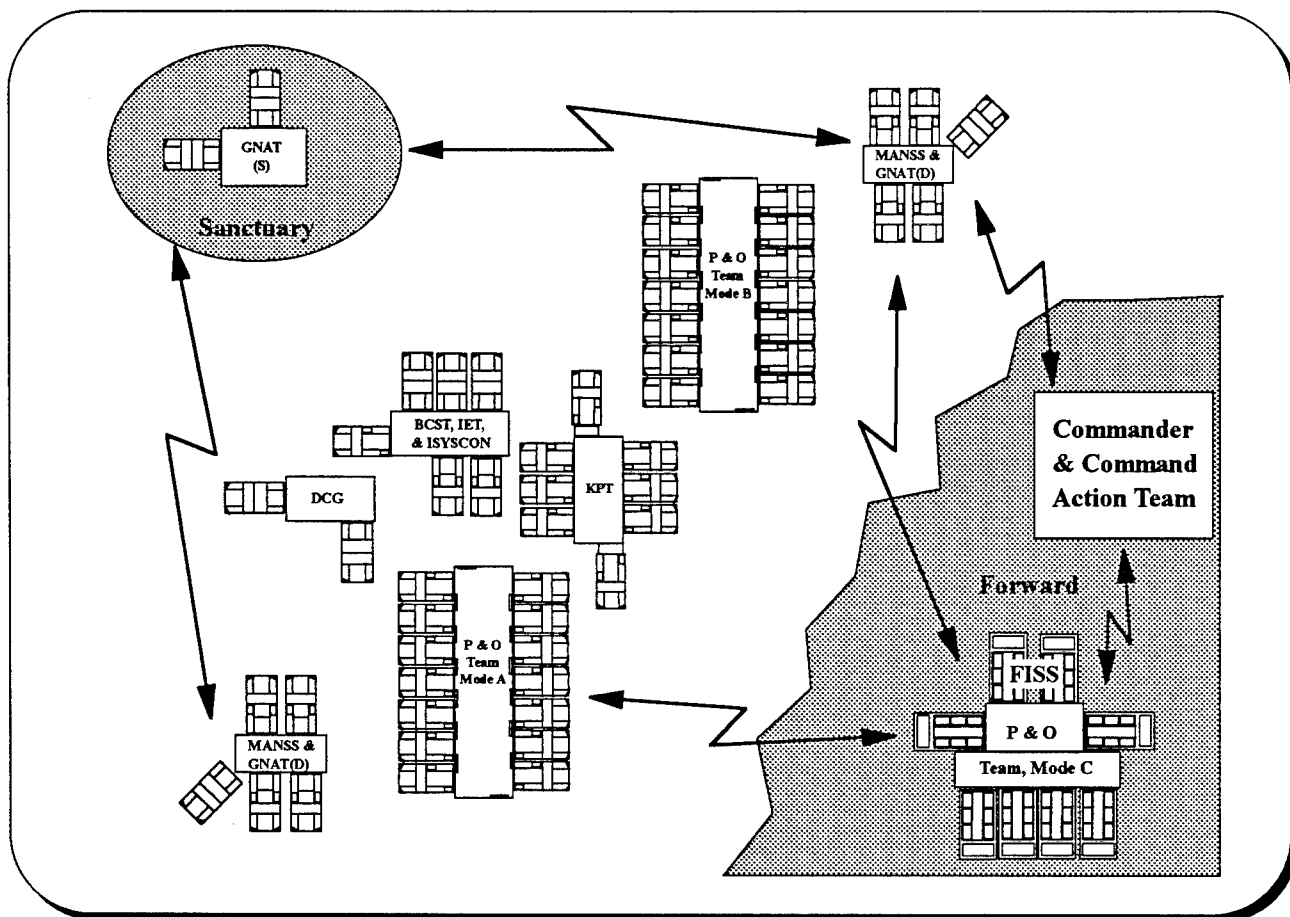 GNAT
(S)
Sanctuary
MANSS &
GNAT(D)
P & O
Team
Mode B
BCST, IET,
& ISYSCON
KPT
DCG
Commander
& Command
Action Team
Forward
P & O
Team
Mode A
FISS
P & O
Team, Mode C
MANSS &
GNAT(D)